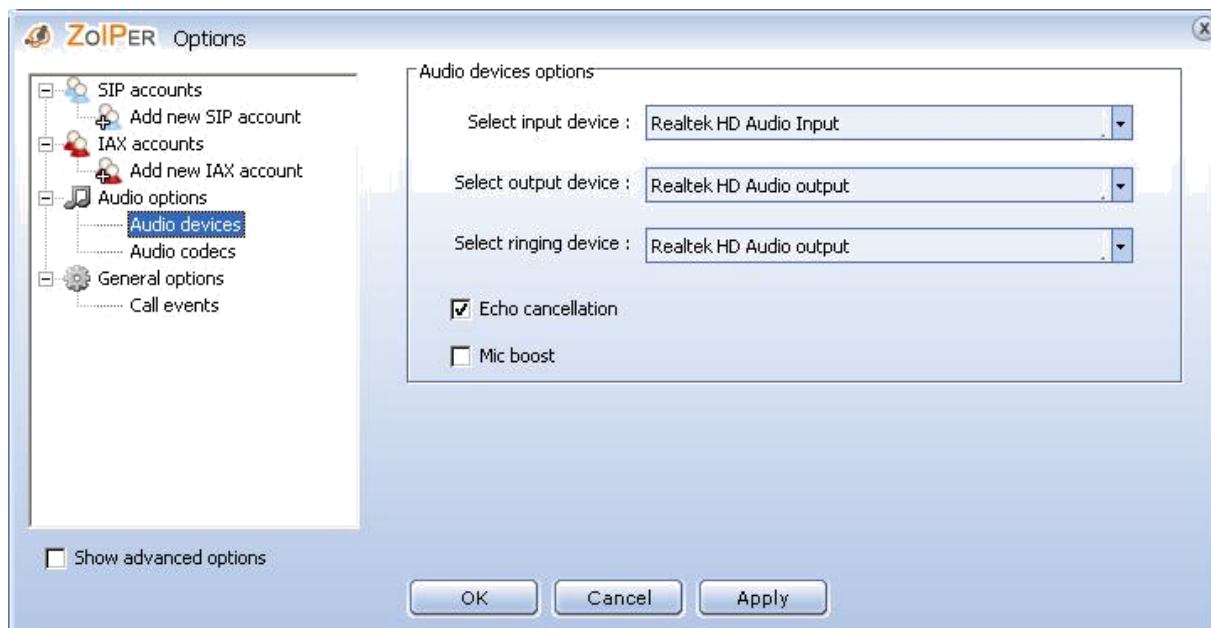 ZOIPER Options
SIP accounts
Add new SIP account
IAX accounts
Add new IAX account
Audio options
Audio devices
Audio codecs
General options
Call events
Show advanced options
Audio devices options
Select input device : Realtek HD Audio Input
Select output device : Realtek HD Audio output
Select ringing device : Realtek HD Audio output
Echo cancellation
Mic boost
OK Cancel Apply